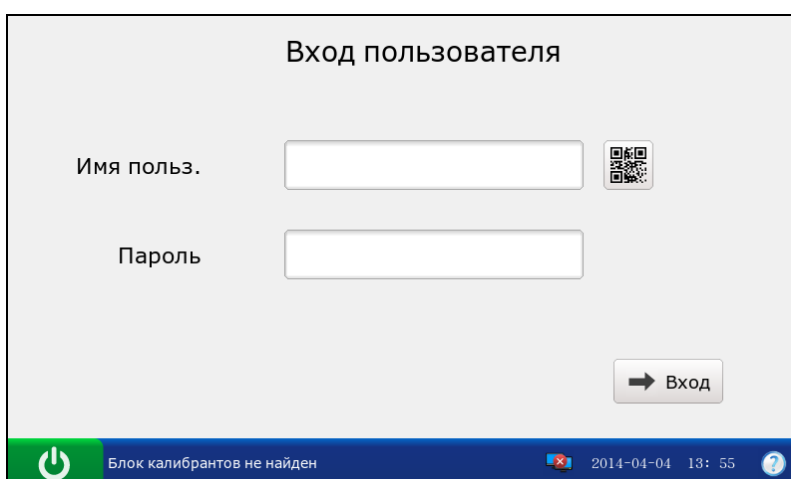 Вход пользователя
Имя польз.
Пароль
Вход
Блок калибрантов не найден 2014-04-04 13: 55 ?